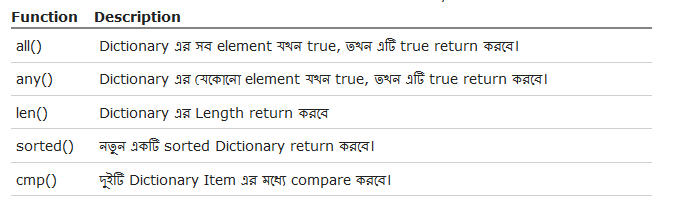 Function Description
all() Dictionary এর সব element যখন true, তখন এটি true return করবে।
any() Dictionary এর যেকোনো element যখন true, তখন এটি true return করবে।
len() Dictionary এর Length return করবে
sorted() নতুন একটি sorted Dictionary return করবে।
cmp() দুইটি Dictionary Item এর মধ্যে compare করবে।